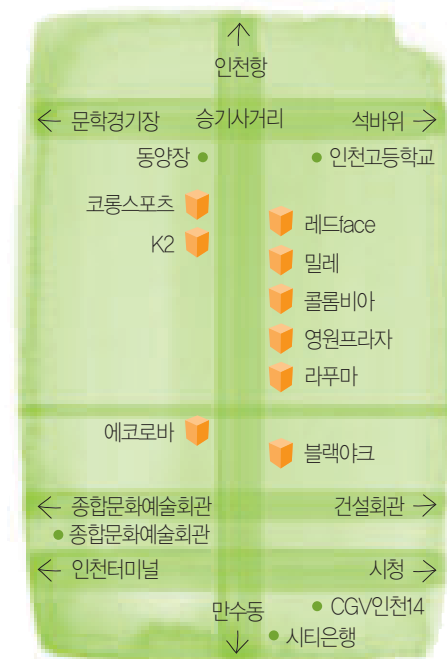 인천항
문학경기장 승기사거리 석바위
동양장 인천고등학교
코롱스포츠
레드face
K2
밀레
콜롬비아
영원프라자
라푸마
에코로바
블랙야크
종합문화예술회관 건설회관
종합문화예술회관
인천터미널 시청
만수동 CGV인천14
시티은행